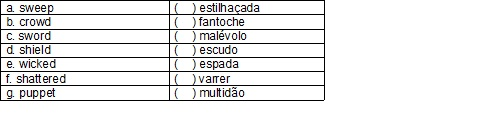 a. sweep ( ) estilhaçada
b. crowd ( ) fantoche
c. sword ( ) malévolo
d. shield ( ) escudo
e. wicked ( ) espada
f. shattered ( ) varrer
g. puppet ( ) multidão